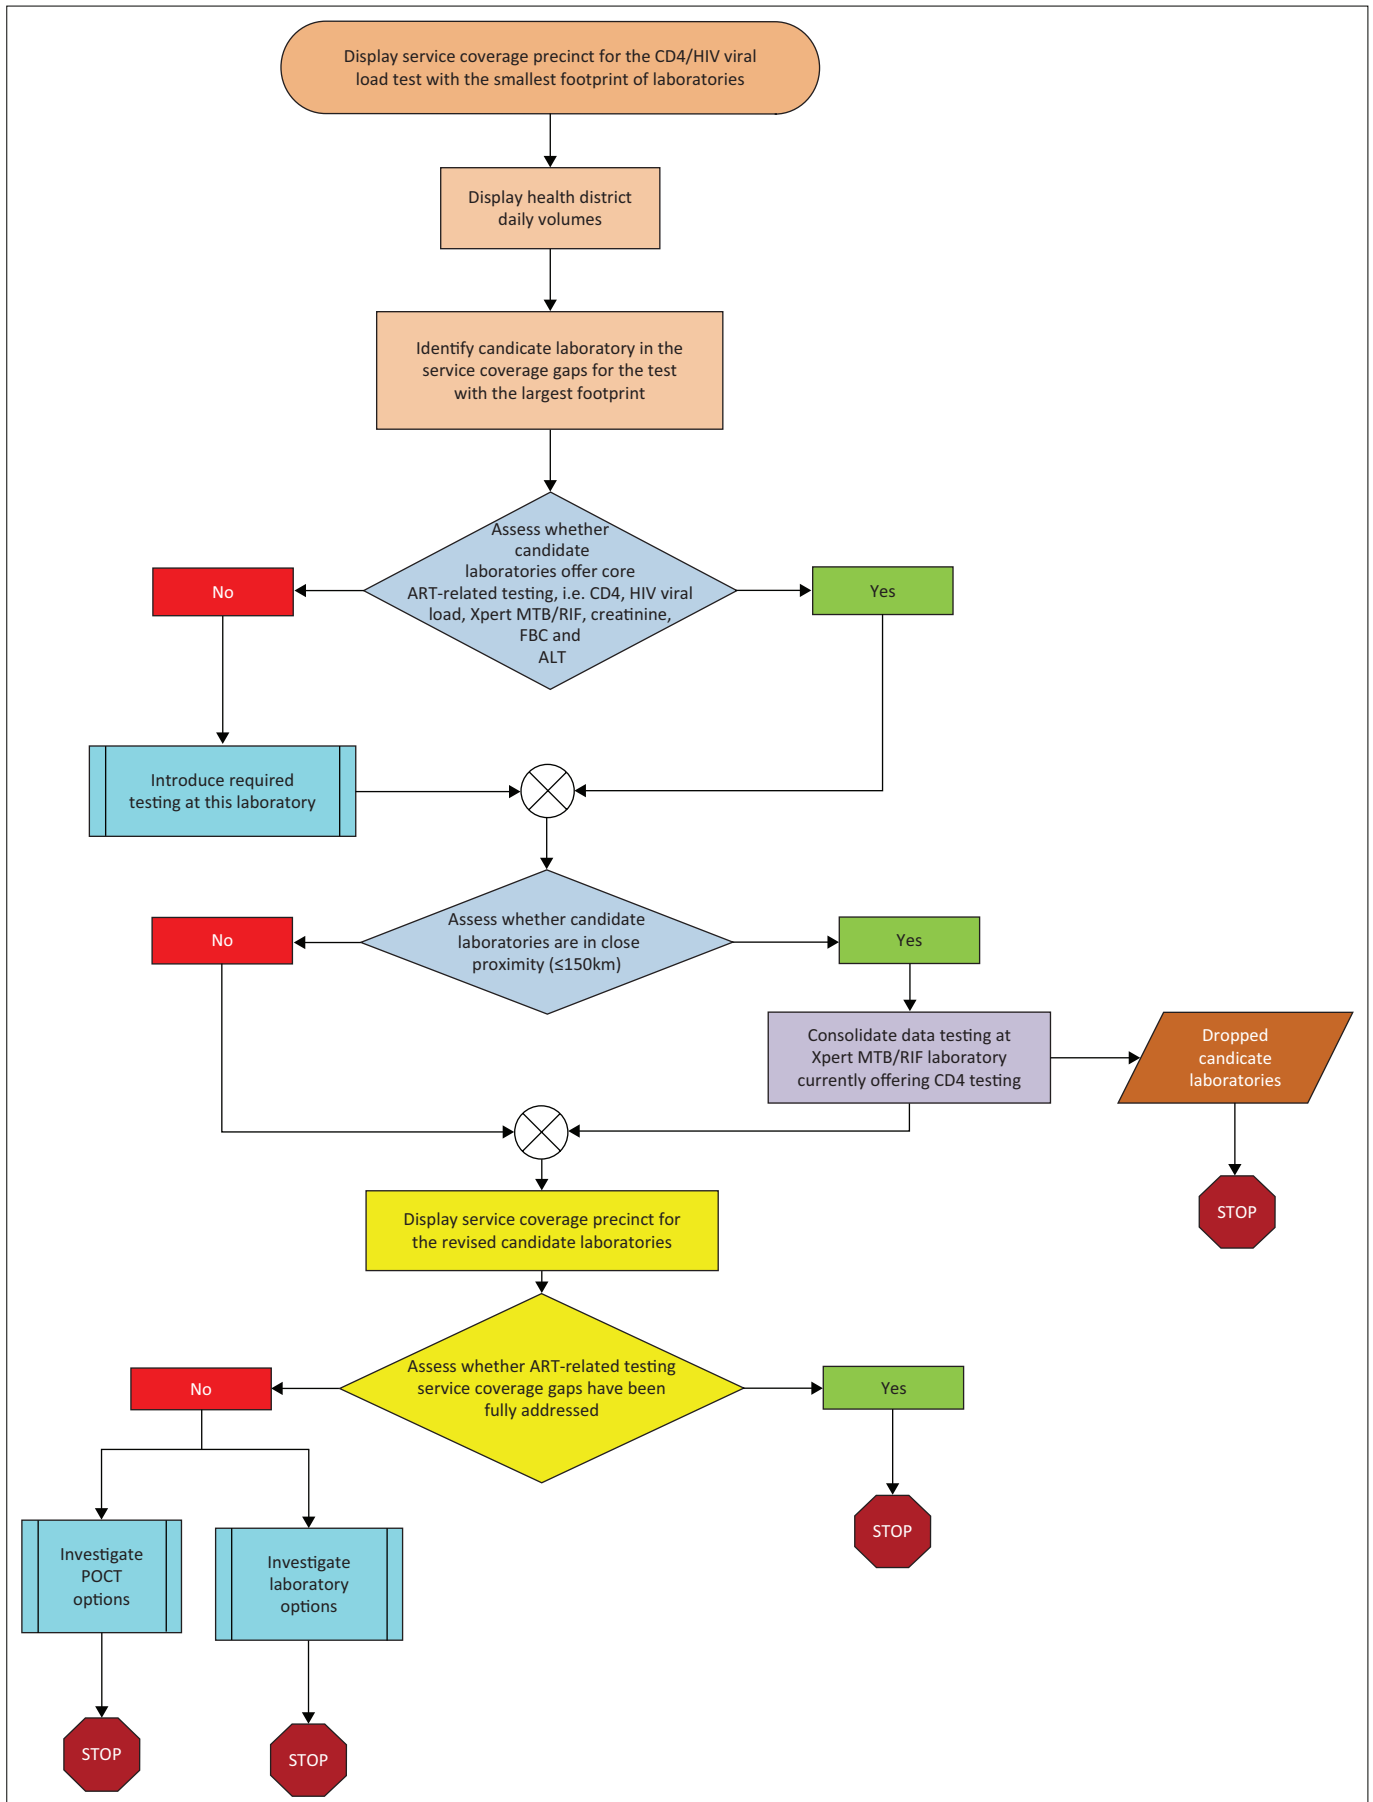 Display service coverage precinct for the CD4/HIV viral
load test with the smallest footprint of laboratories
Display health district
daily volumes
Identify candicate laboratory in the
service coverage gaps for the test
with the largest footprint
Assess whether
candidate
laboratories offer core
ART-related testing, i.e. CD4, HIV viral
load, Xpert MTB/RIF, creatinine,
FBC and
ALT
No
Yes
Introduce required
testing at this laboratory
Assess whether candidate
laboratories are in close
proximity (≤150km)
No
Yes
Consolidate data testing at
Xpert MTB/RIF laboratory
currently offering CD4 testing
Dropped
candicate
laboratories
STOP
Display service coverage precinct for
the revised candidate laboratories
Assess whether ART-related testing
service coverage gaps have been
fully addressed
No
Yes
STOP
Investigate
POCT
options
Investigate
laboratory
options
STOP
STOP